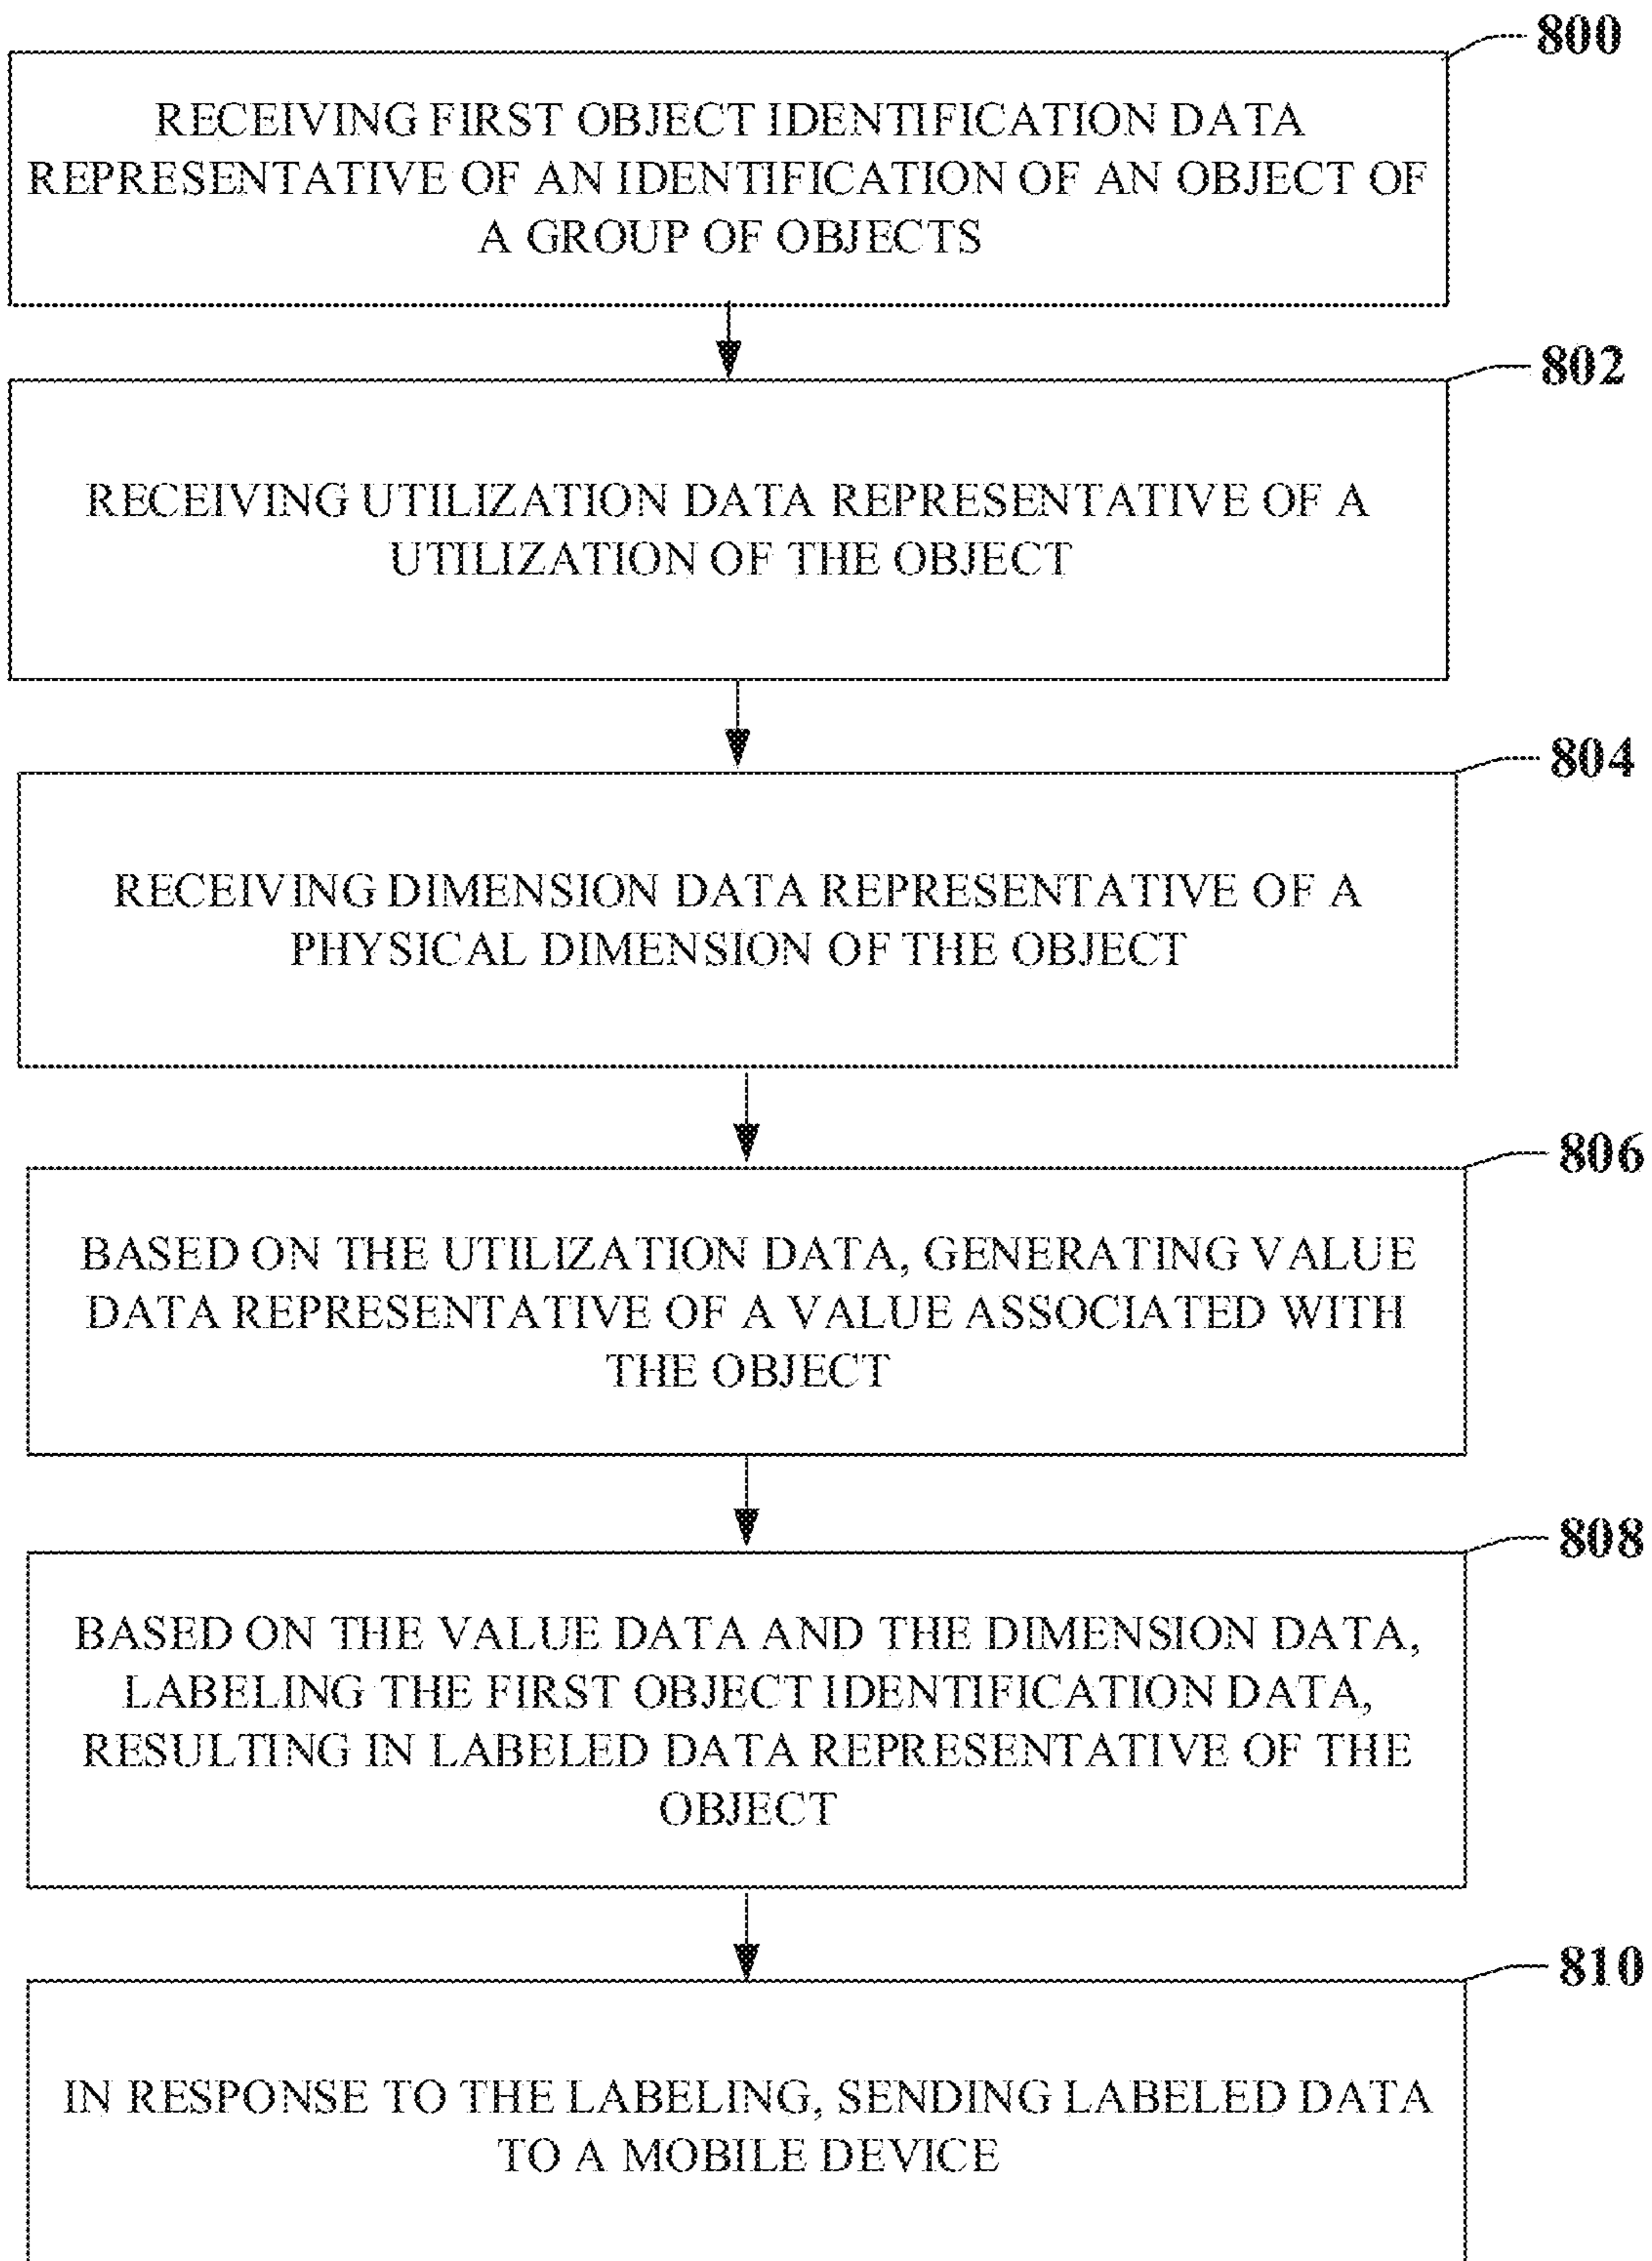 800
RECEIVING FIRST OBJECT IDENTIFICATION DATA
REPRESENTATIVE OF AN IDENTIFICATION OF AN OBJECT OF
A GROUP OF OBJECTS
802
RECEIVING UTILIZATION DATA REPRESENTATIVE OF A
UTILIZATION OF THE OBJECT
804
RECEIVING DIMENSION DATA REPRESENTATIVE OF A
PHYSICAL DIMENSION OF THE OBJECT
806
BASED ON THE UTILIZATION DATA, GENERATING VALUE
DATA REPRESENTATIVE OF A VALUE ASSOCIATED WITH
THE OBJECT
808
BASED ON THE VALUE DATA AND THE DIMENSION DATA,
LABELING THE FIRST OBJECT IDENTIFICATION DATA,
RESULTING IN LABELED DATA REPRESENTATIVE OF THE
OBJECT
810
IN RESPONSE TO THE LABELING, SENDING LABELED DATA
TO A MOBILE DEVICE